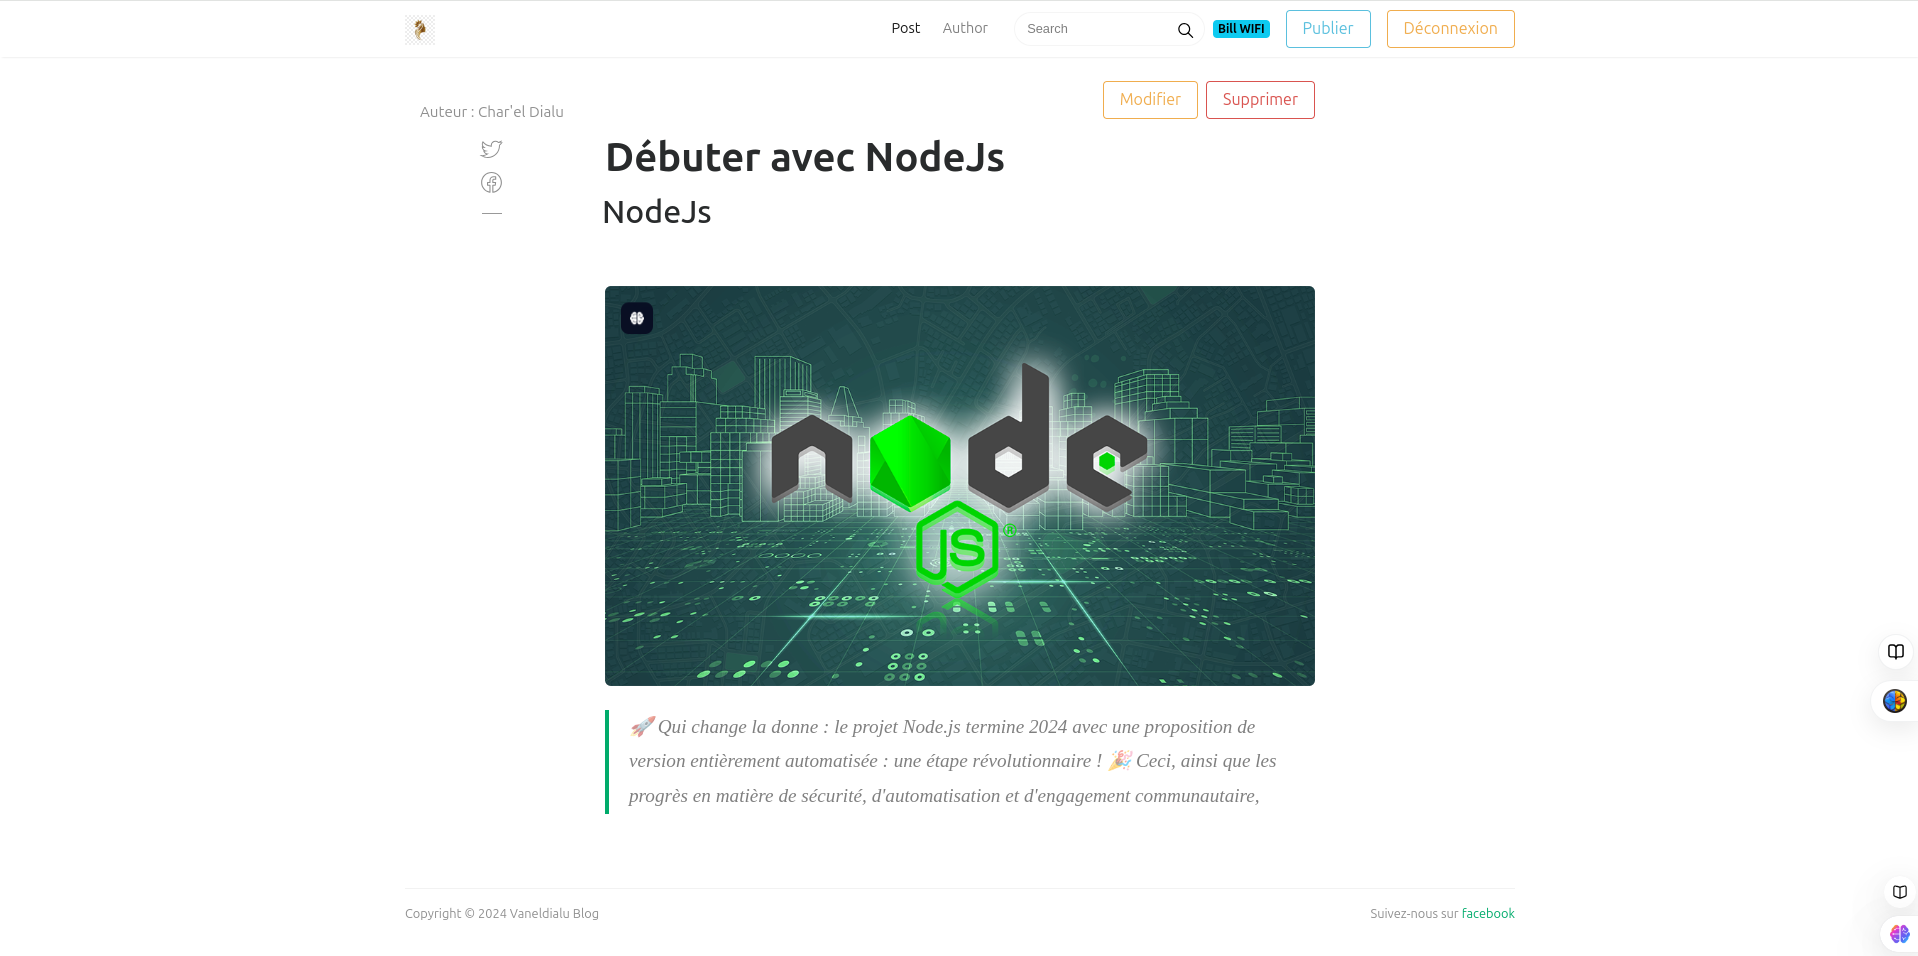 Post Author Search Bill WIFI Publier Déconnexion
Modifier Supprimer
Auteur : Char'el Dialu
Débuter avec NodeJs
NodeJs
node
JS ®
🚀 Qui change la donne : le projet Node.js termine 2024 avec une proposition de
version entièrement automatisée : une étape révolutionnaire ! 🎉 Ceci, ainsi que les
progrès en matière de sécurité, d'automatisation et d'engagement communautaire,
Copyright © 2024 Vaneldialu Blog
Suivez-nous sur facebook